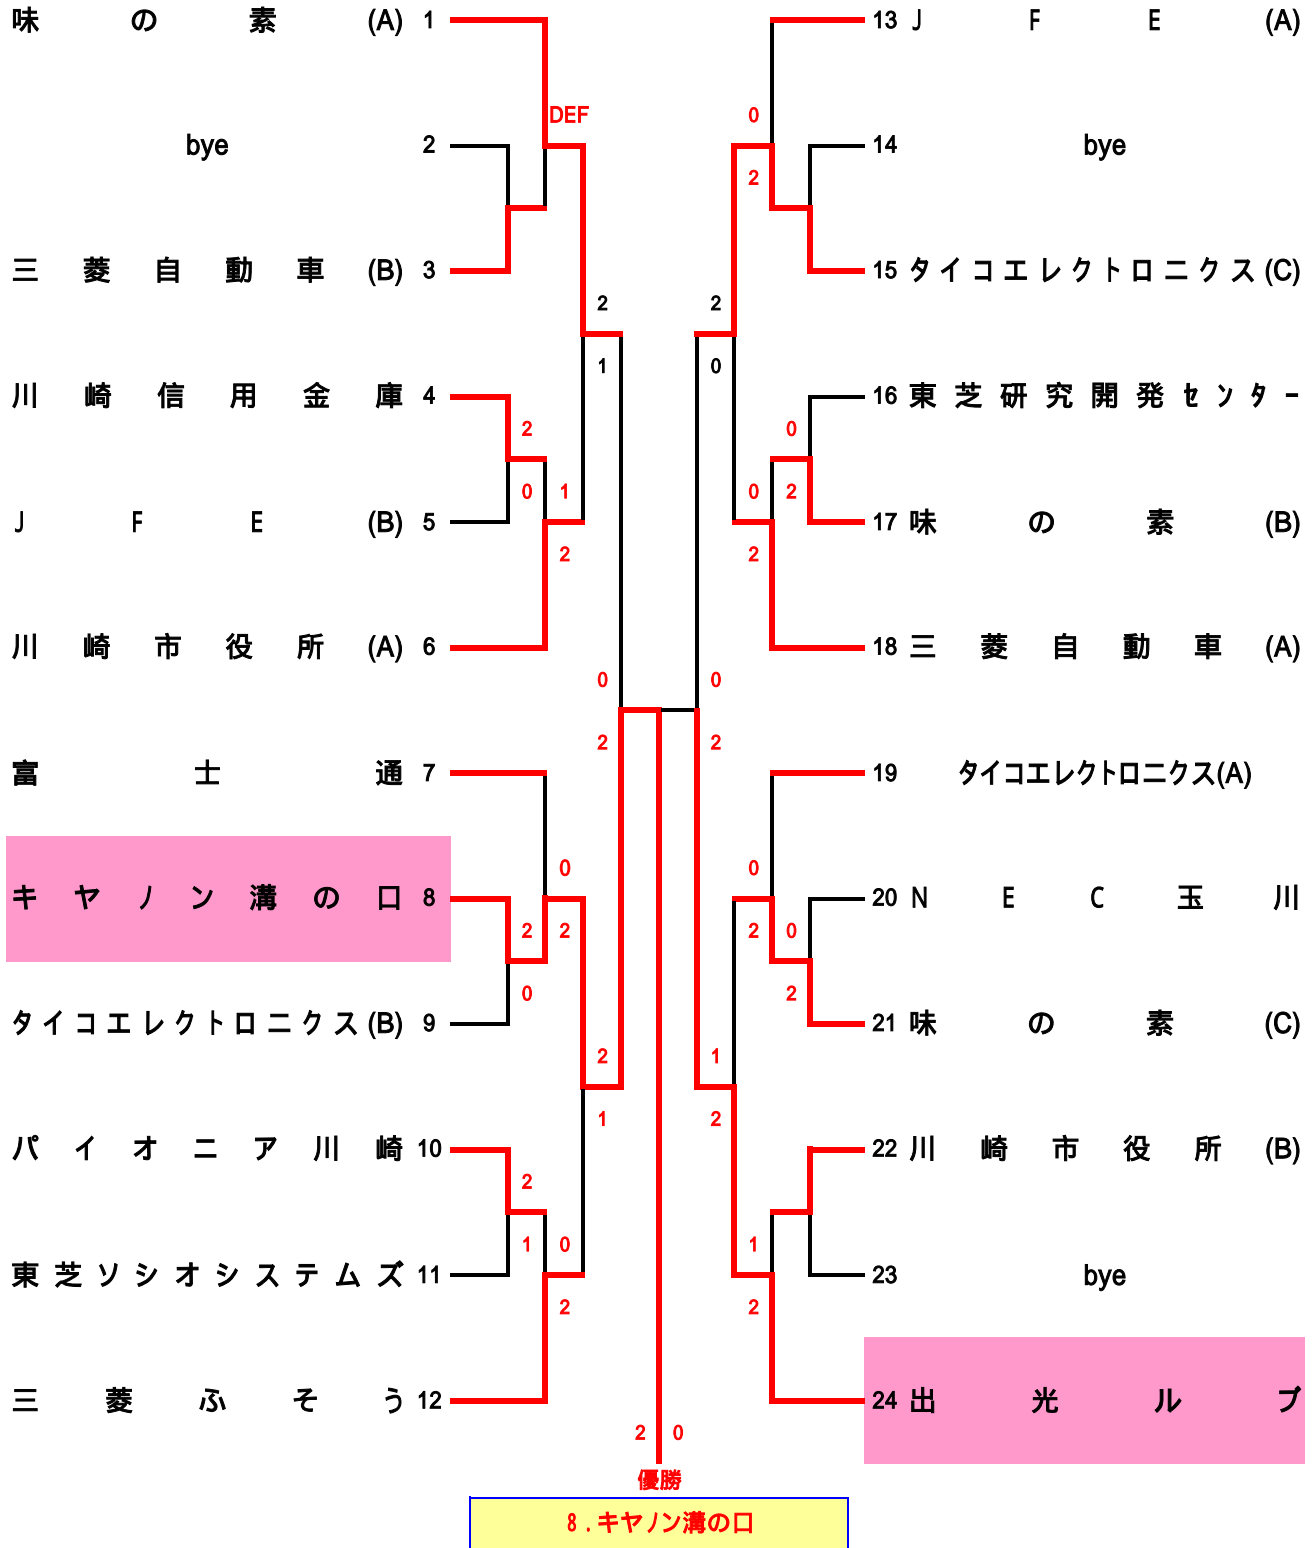 味の素(A) 1
DEF
bye 2
三菱自動車(B) 3
2
1
川崎信用金庫 4
2
0 1
JFE(B) 5
2
川崎市役所(A) 6
0
2
富士通 7
0
キヤノン溝の口 8
2 2
0
タイコエレクトロニクス(B) 9
2
1
パイオニア川崎 10
2
1 0
東芝ソシオシステムズ 11
2
三菱ふそう 12
13 JFE(A)
0
14 bye
2
15 タイコエレクトロニクス(C)
2
0
16 東芝研究開発センター
0
0 2
17 味の素(B)
2
18 三菱自動車(A)
0
2
19 タイコエレクトロニクス(A)
0
20 NEC玉川
2 0
2
21 味の素(C)
1
2
22 川崎市役所(B)
1
23 bye
2
24 出光ルブ
2 0
優勝
8.キヤノン溝の口